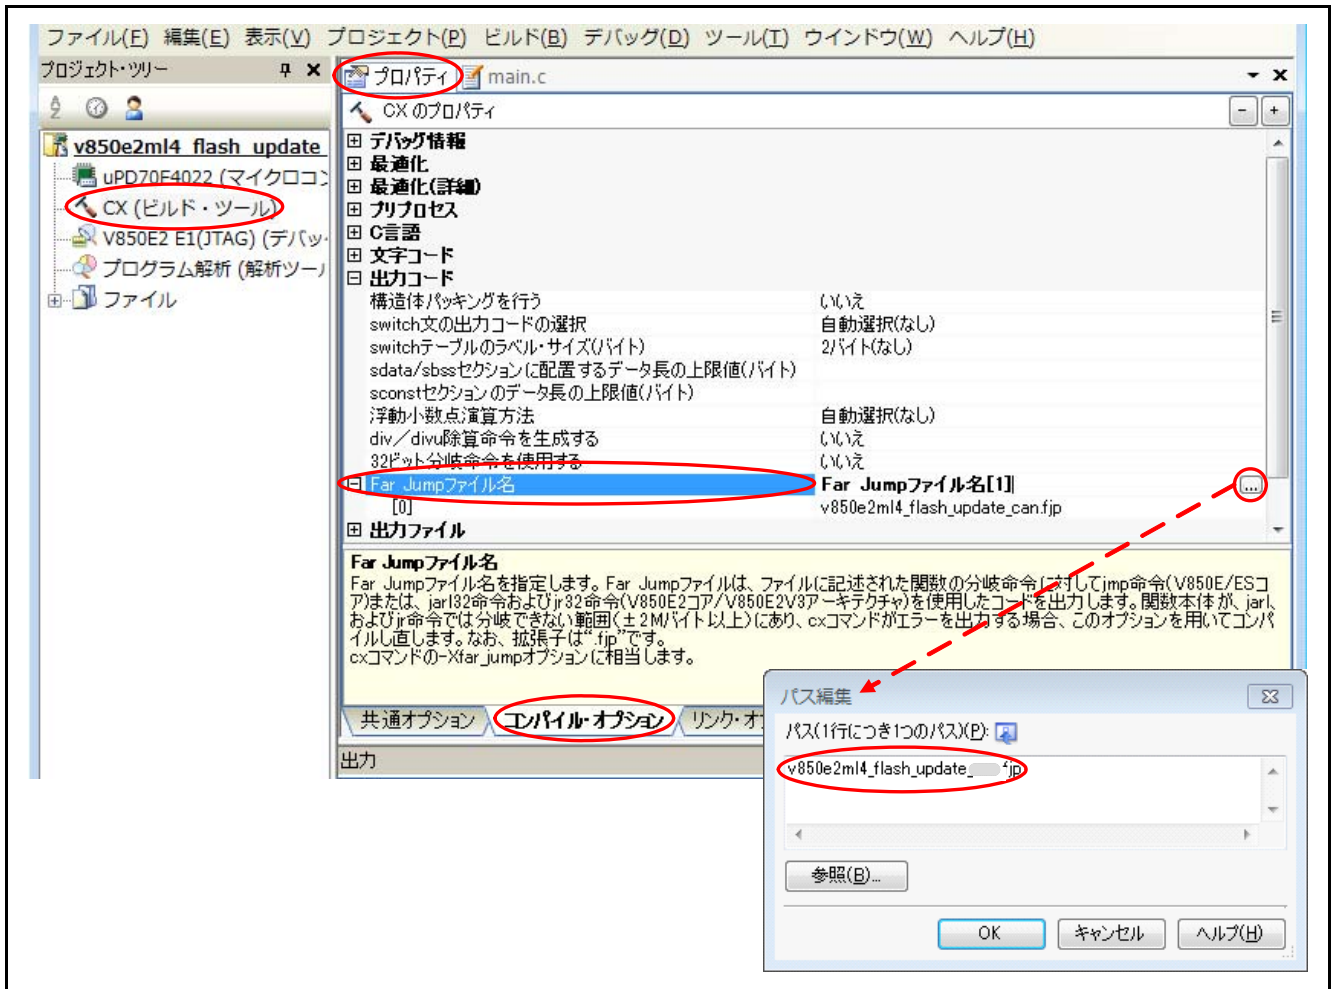 ファイル(F) 編集(E) 表示(V) プロジェクト(P) ビルド(B) デバッグ(D) ツール(T) ウインドウ(W) ヘルプ(H)
プロジェクト・ツリー
v850e2ml4_flash_update_
uPD70F4022 (マイクロコン
CX (ビルド・ツール)
V850E2 E1(JTAG) (デバッ
プログラム解析 (解析ツール
ファイル
プロパティ main.c
CX のプロパティ
デバッグ情報
最適化
最適化(詳細)
プリプロセス
C言語
文字コード
出力コード
構造体パッキングを行う いいえ
switch文の出力コードの選択 自動選択(なし)
switchテーブルのラベル・サイズ(バイト) 2バイト(なし)
sdata/sbssセクションに配置するデータ長の上限値(バイト)
sconstセクションのデータ長の上限値(バイト)
浮動小数点演算方法 自動選択(なし)
div／divu除算命令を生成する いいえ
32ビット分岐命令を使用する いいえ
Far Jumpファイル名 Far Jumpファイル名[1] ...
[0] v850e2ml4_flash_update_can.fjp
出力ファイル
Far Jumpファイル名
Far Jumpファイル名を指定します。Far Jumpファイルは、ファイルに記述された関数の分岐命令に対してjmp命令(V850E/ESコ
ア)または、jarl32命令およびjr32命令(V850E2コア/V850E2V3アーキテクチャ)を使用したコードを出力します。関数本体が、jarl、
およびjr命令では分岐できない範囲(±2Mバイト以上)にあり、cxコマンドがエラーを出力する場合、このオプションを用いてコンパ
イルし直します。なお、拡張子は".fjp"です。
cxコマンドの-Xfar_jumpオプションに相当します。
共通オプション コンパイル・オプション リンク・オ
出力
パス編集
パス(1行につき1つのパス)(P):
v850e2ml4_flash_update_ fjp
参照(B)...
OK キャンセル ヘルプ(H)